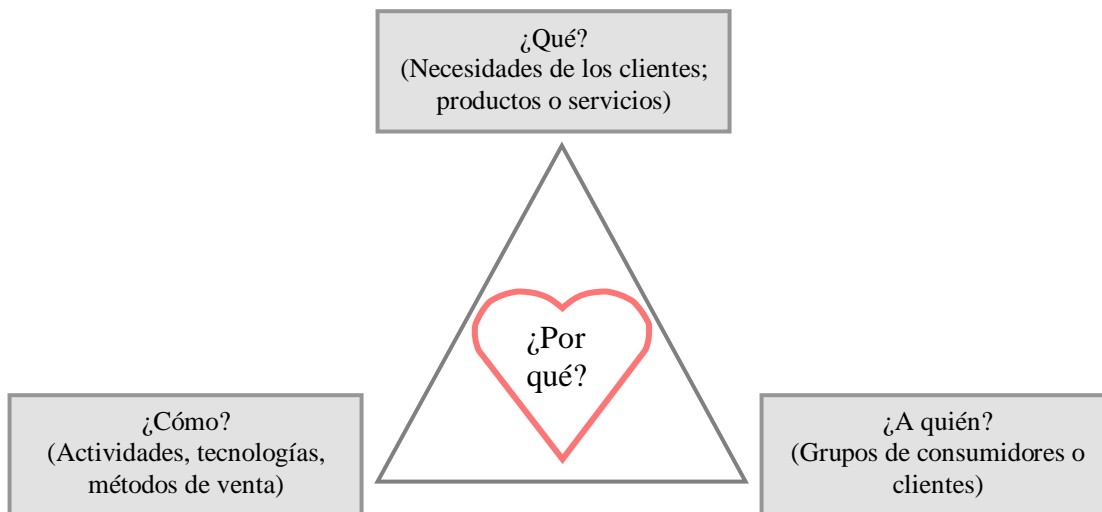 ¿Qué?
(Necesidades de los clientes;
productos o servicios)
¿Por
qué?
¿Cómo?
(Actividades, tecnologías,
métodos de venta)
¿A quién?
(Grupos de consumidores o
clientes)